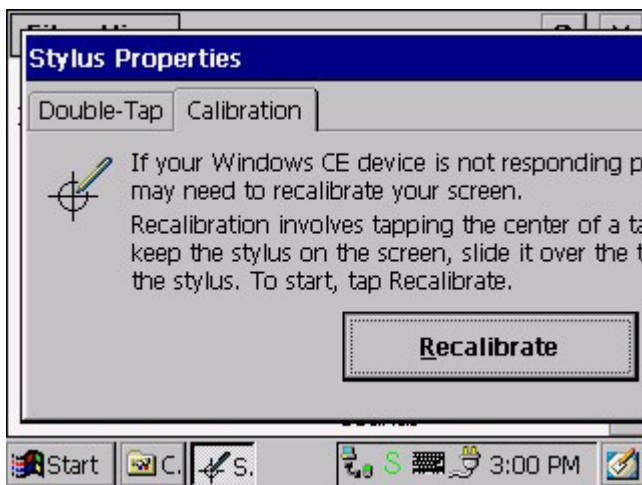 Stylus Properties
Double-Tap
Calibration
If your Windows CE device is not responding
may need to recalibrate your screen.
Recalibration involves tapping the center of a
keep the stylus on the screen, slide it over the
the stylus. To start, tap Recalibrate.
Recalibrate
Start
C.
S.
S
3:00 PM